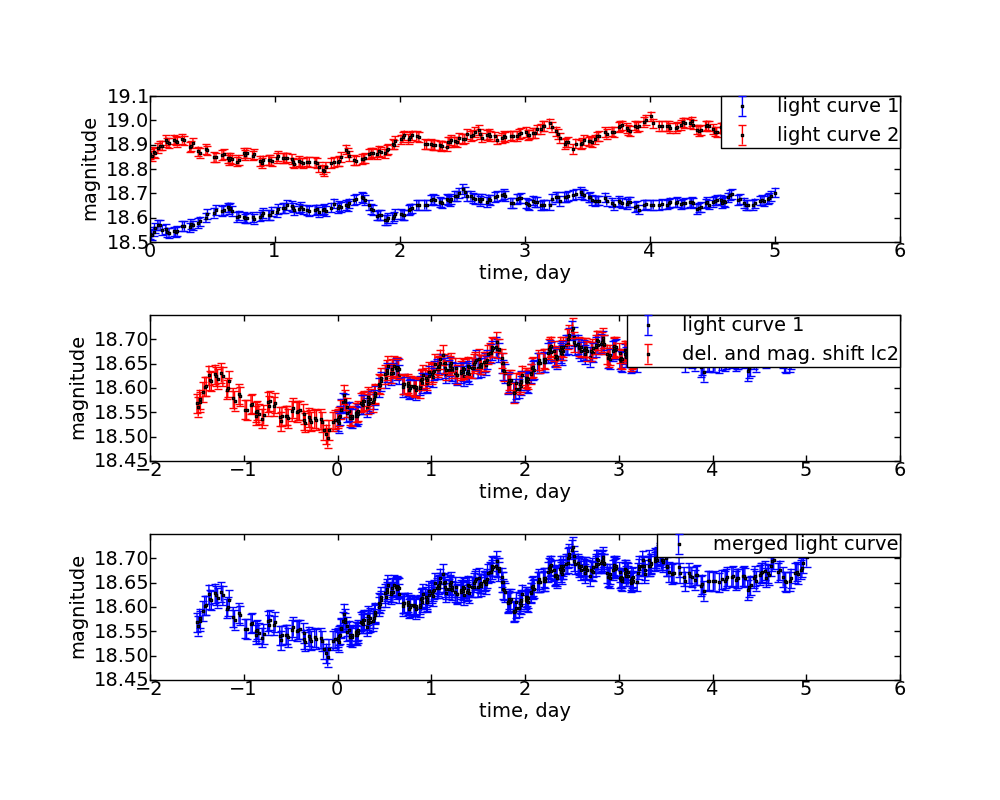 19.1
19.0
18.9
18.8
18.7
18.6
18.5
magnitude
light curve 1
light curve 2
0 1 2 3 4 5 6
time, day
18.70
18.65
18.60
18.55
18.50
18.45
magnitude
light curve 1
del. and mag. shift lc2
−2 −1 0 1 2 3 4 5 6
time, day
18.70
18.65
18.60
18.55
18.50
18.45
magnitude
merged light curve
−2 −1 0 1 2 3 4 5 6
time, day